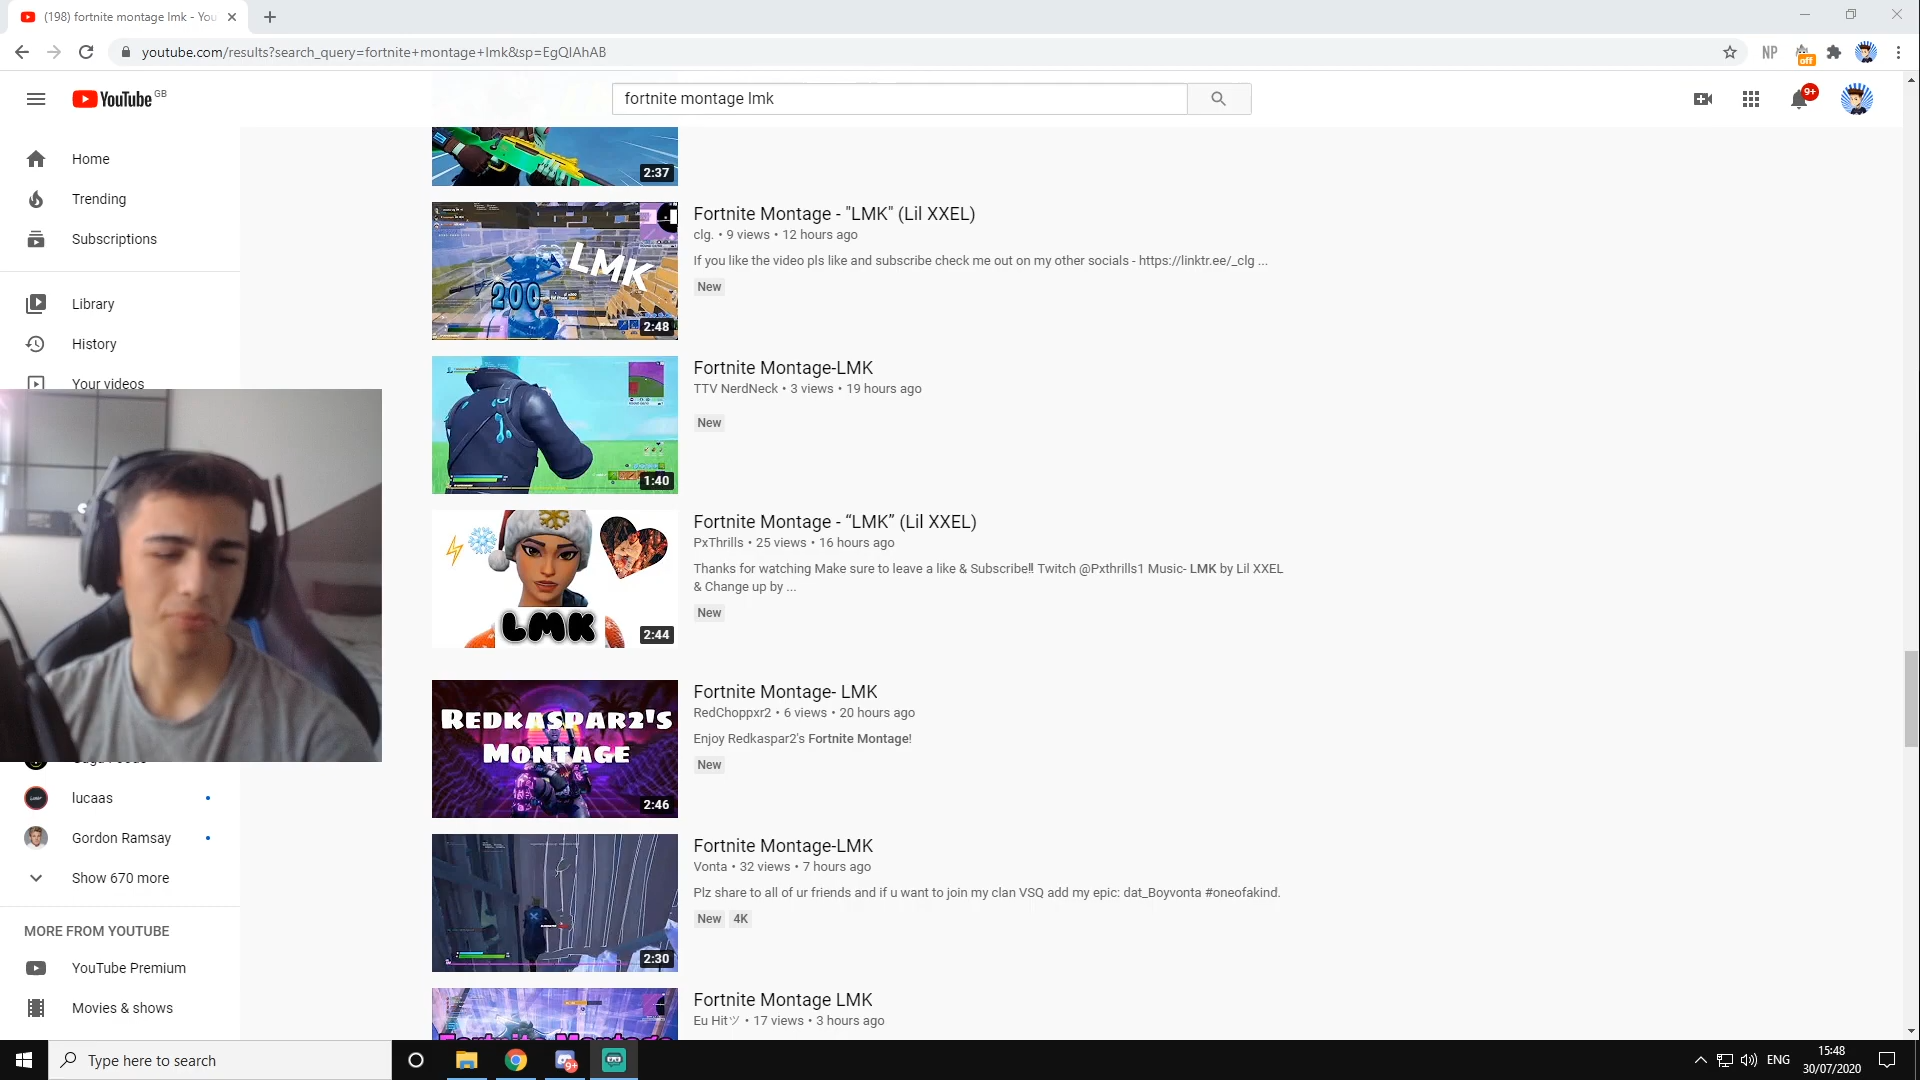 (198) fortnite montage lmk - You
youtube.com/results?search_query=fortnite+montage+lmk&sp=EgQIAhAB
NP
off
YouTube GB
fortnite montage lmk
9+
Home
Trending
Subscriptions
Library
History
Your videos
lucaas
Gordon Ramsay
Show 670 more
MORE FROM YOUTUBE
YouTube Premium
Movies & shows
2:37
LMK
200
2:48
Fortnite Montage - "LMK" (Lil XXEL)
clg. • 9 views • 12 hours ago
If you like the video pls like and subscribe check me out on my other socials - https://linktr.ee/_clg ...
New
1:40
Fortnite Montage-LMK
TTV NerdNeck • 3 views • 19 hours ago
New
LMK
2:44
Fortnite Montage - “LMK” (Lil XXEL)
PxThrills • 25 views • 16 hours ago
Thanks for watching Make sure to leave a like & Subscribe!! Twitch @Pxthrills1 Music- LMK by Lil XXEL
& Change up by ...
New
REDKASPAR2'S
MONTAGE
2:46
Fortnite Montage- LMK
RedChoppxr2 • 6 views • 20 hours ago
Enjoy Redkaspar2's Fortnite Montage!
New
2:30
Fortnite Montage-LMK
Vonta • 32 views • 7 hours ago
Plz share to all of ur friends and if u want to join my clan VSQ add my epic: dat_Boyvonta #oneofakind.
New 4K
Fortnite Montage
Fortnite Montage LMK
Eu Hitツ • 17 views • 3 hours ago
Type here to search
9+
ENG
15:48
30/07/2020